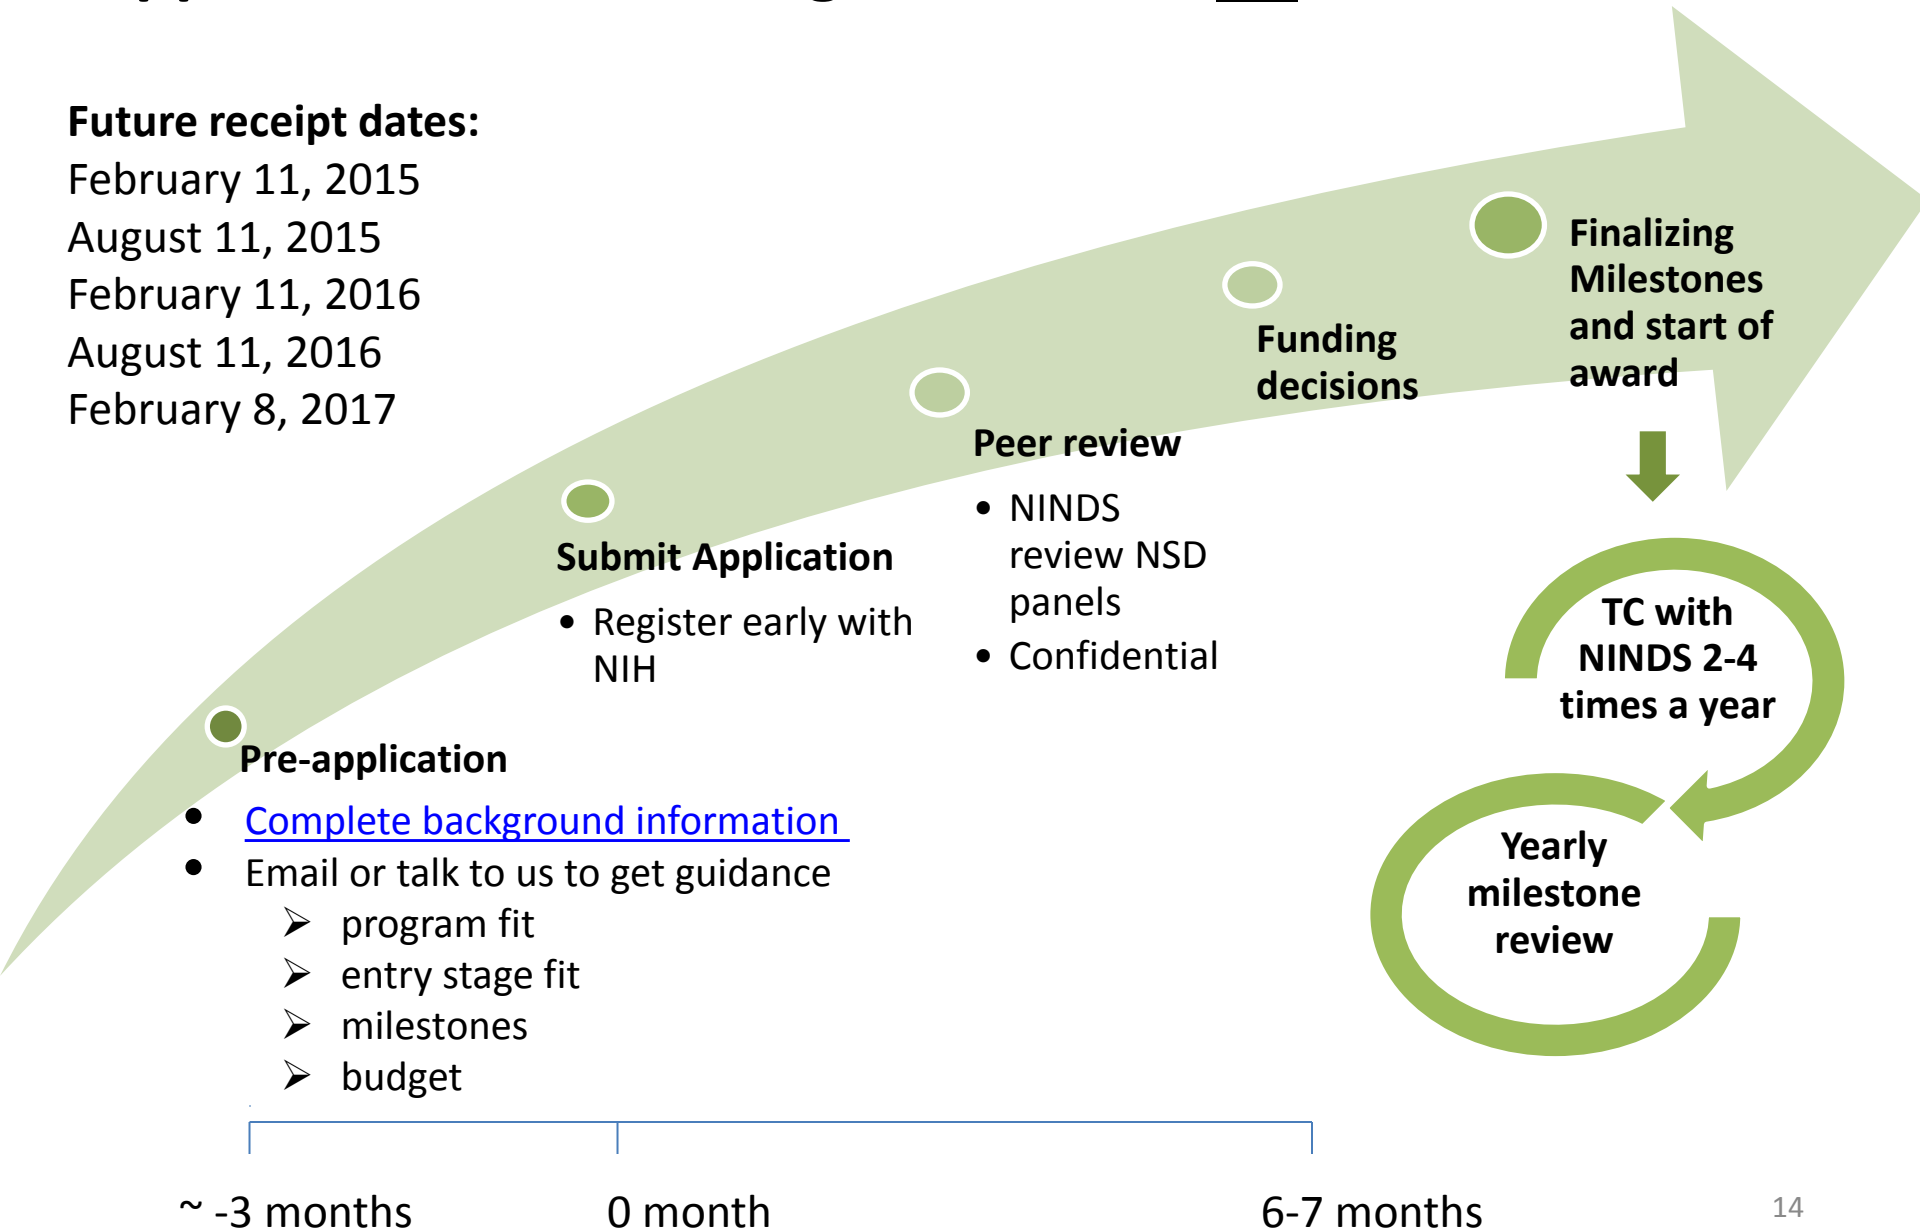 Future receipt dates:
February 11, 2015
August 11, 2015
February 11, 2016
August 11, 2016
February 8, 2017
Pre-application
• Complete background information
• Email or talk to us to get guidance
➢ program fit
➢ entry stage fit
➢ milestones
➢ budget
Submit Application
• Register early with
NIH
Peer review
• NINDS
review NSD
panels
• Confidential
Funding
decisions
Finalizing
Milestones
and start of
award
TC with
NINDS 2-4
times a year
Yearly
milestone
review
~ -3 months
0 month
6-7 months
14